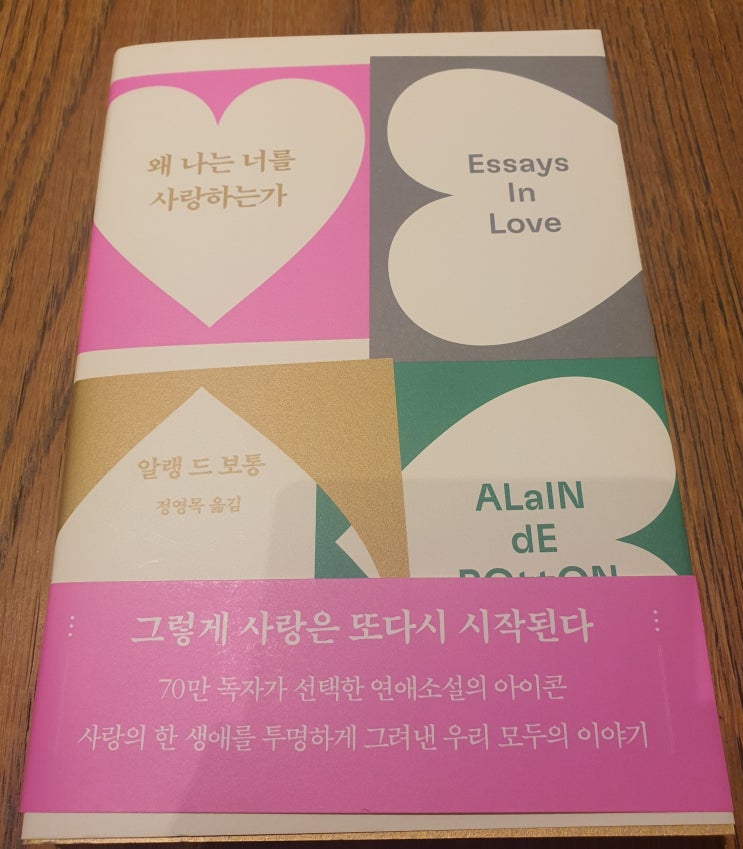 왜 나는 너를
사랑하는가
Essays
In
Love
알랭 드 보통
정영목 옮김
ALaIN
dE
BOttON
그렇게 사랑은 또다시 시작된다
70만 독자가 선택한 연애소설의 아이콘
사랑의 한 생애를 투명하게 그려낸 우리 모두의 이야기